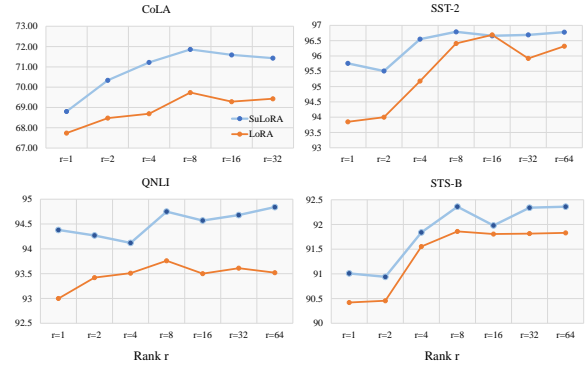 CoLA
73.00
72.00
71.00
70.00
69.00
68.00
67.00
r=1 r=2 r=4 r=8 r=16 r=32
SuLoRA
LoRA
SST-2
97
96.5
96
95.5
95
94.5
94
93.5
93
r=1 r=2 r=4 r=8 r=16 r=32 r=64
QNLI
95
94.5
94
93.5
93
92.5
r=1 r=2 r=4 r=8 r=16 r=32 r=64
Rank r
STS-B
92.5
92
91.5
91
90.5
90
r=1 r=2 r=4 r=8 r=16 r=32 r=64
Rank r